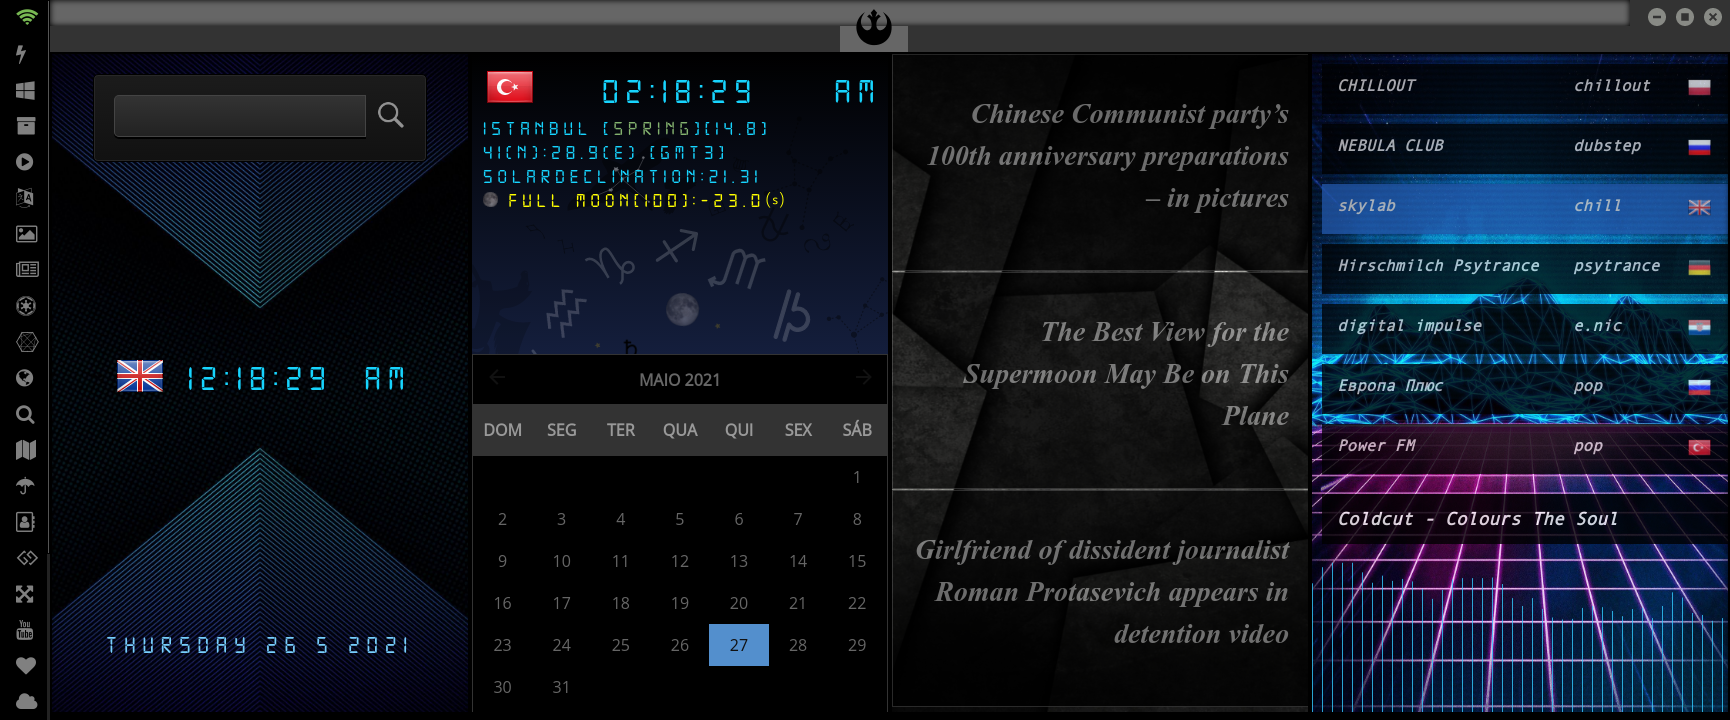 02:18:29 AM
ISTANBUL [SPRING][14.8]
41(N):28.9(E),[GMT3]
SOLARDECLINATION:21.31
FULL MOON[100]:-23.0(s)
12:18:29 AM
THURSDAY 26 5 2021
MAIO 2021
DOM SEG TER QUA QUI SEX SÁB
1
2 3 4 5 6 7 8
9 10 11 12 13 14 15
16 17 18 19 20 21 22
23 24 25 26 27 28 29
30 31
Chinese Communist party’s
100th anniversary preparations
– in pictures
The Best View for the
Supermoon May Be on This
Plane
Girlfriend of dissident journalist
Roman Protasevich appears in
detention video
CHILLOUT chillout
NEBULA CLUB dubstep
skylab chill
Hirschmilch Psytrance psytrance
digital impulse e.nic
Европа Плюс pop
Power FM pop
Coldcut - Colours The Soul
You
Tube